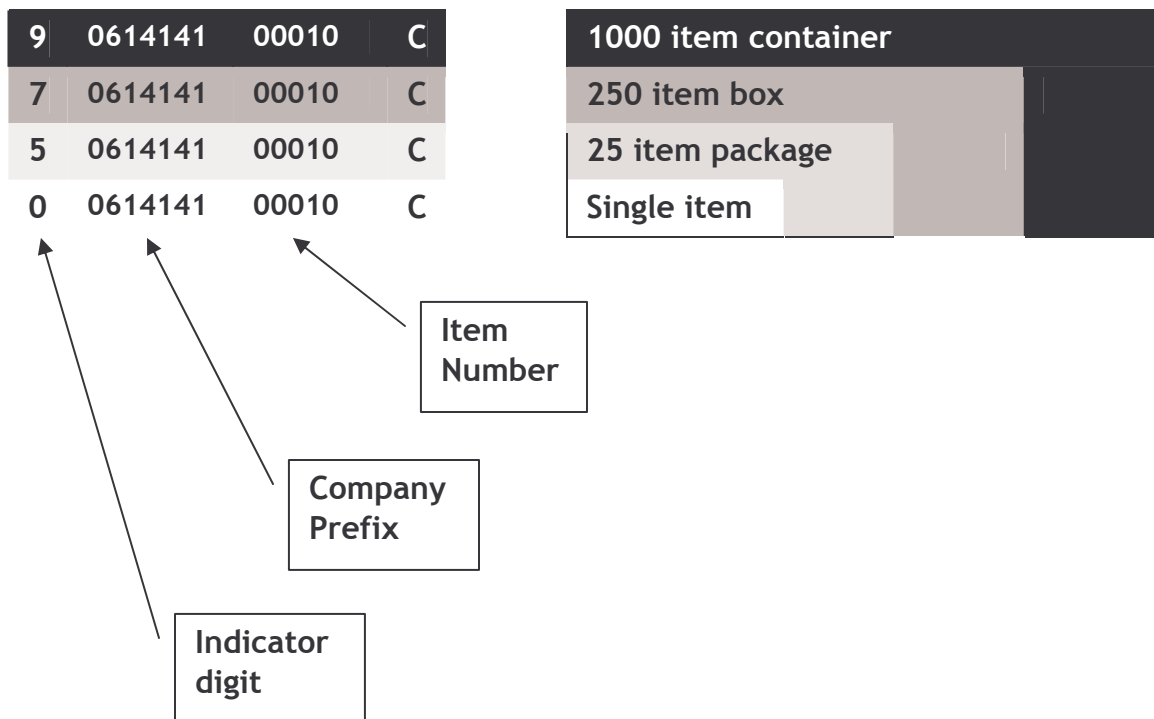 9 0614141 00010 C 1000 item container
7 0614141 00010 C 250 item box
5 0614141 00010 C 25 item package
0 0614141 00010 C Single item
Item
Number
Company
Prefix
Indicator
digit